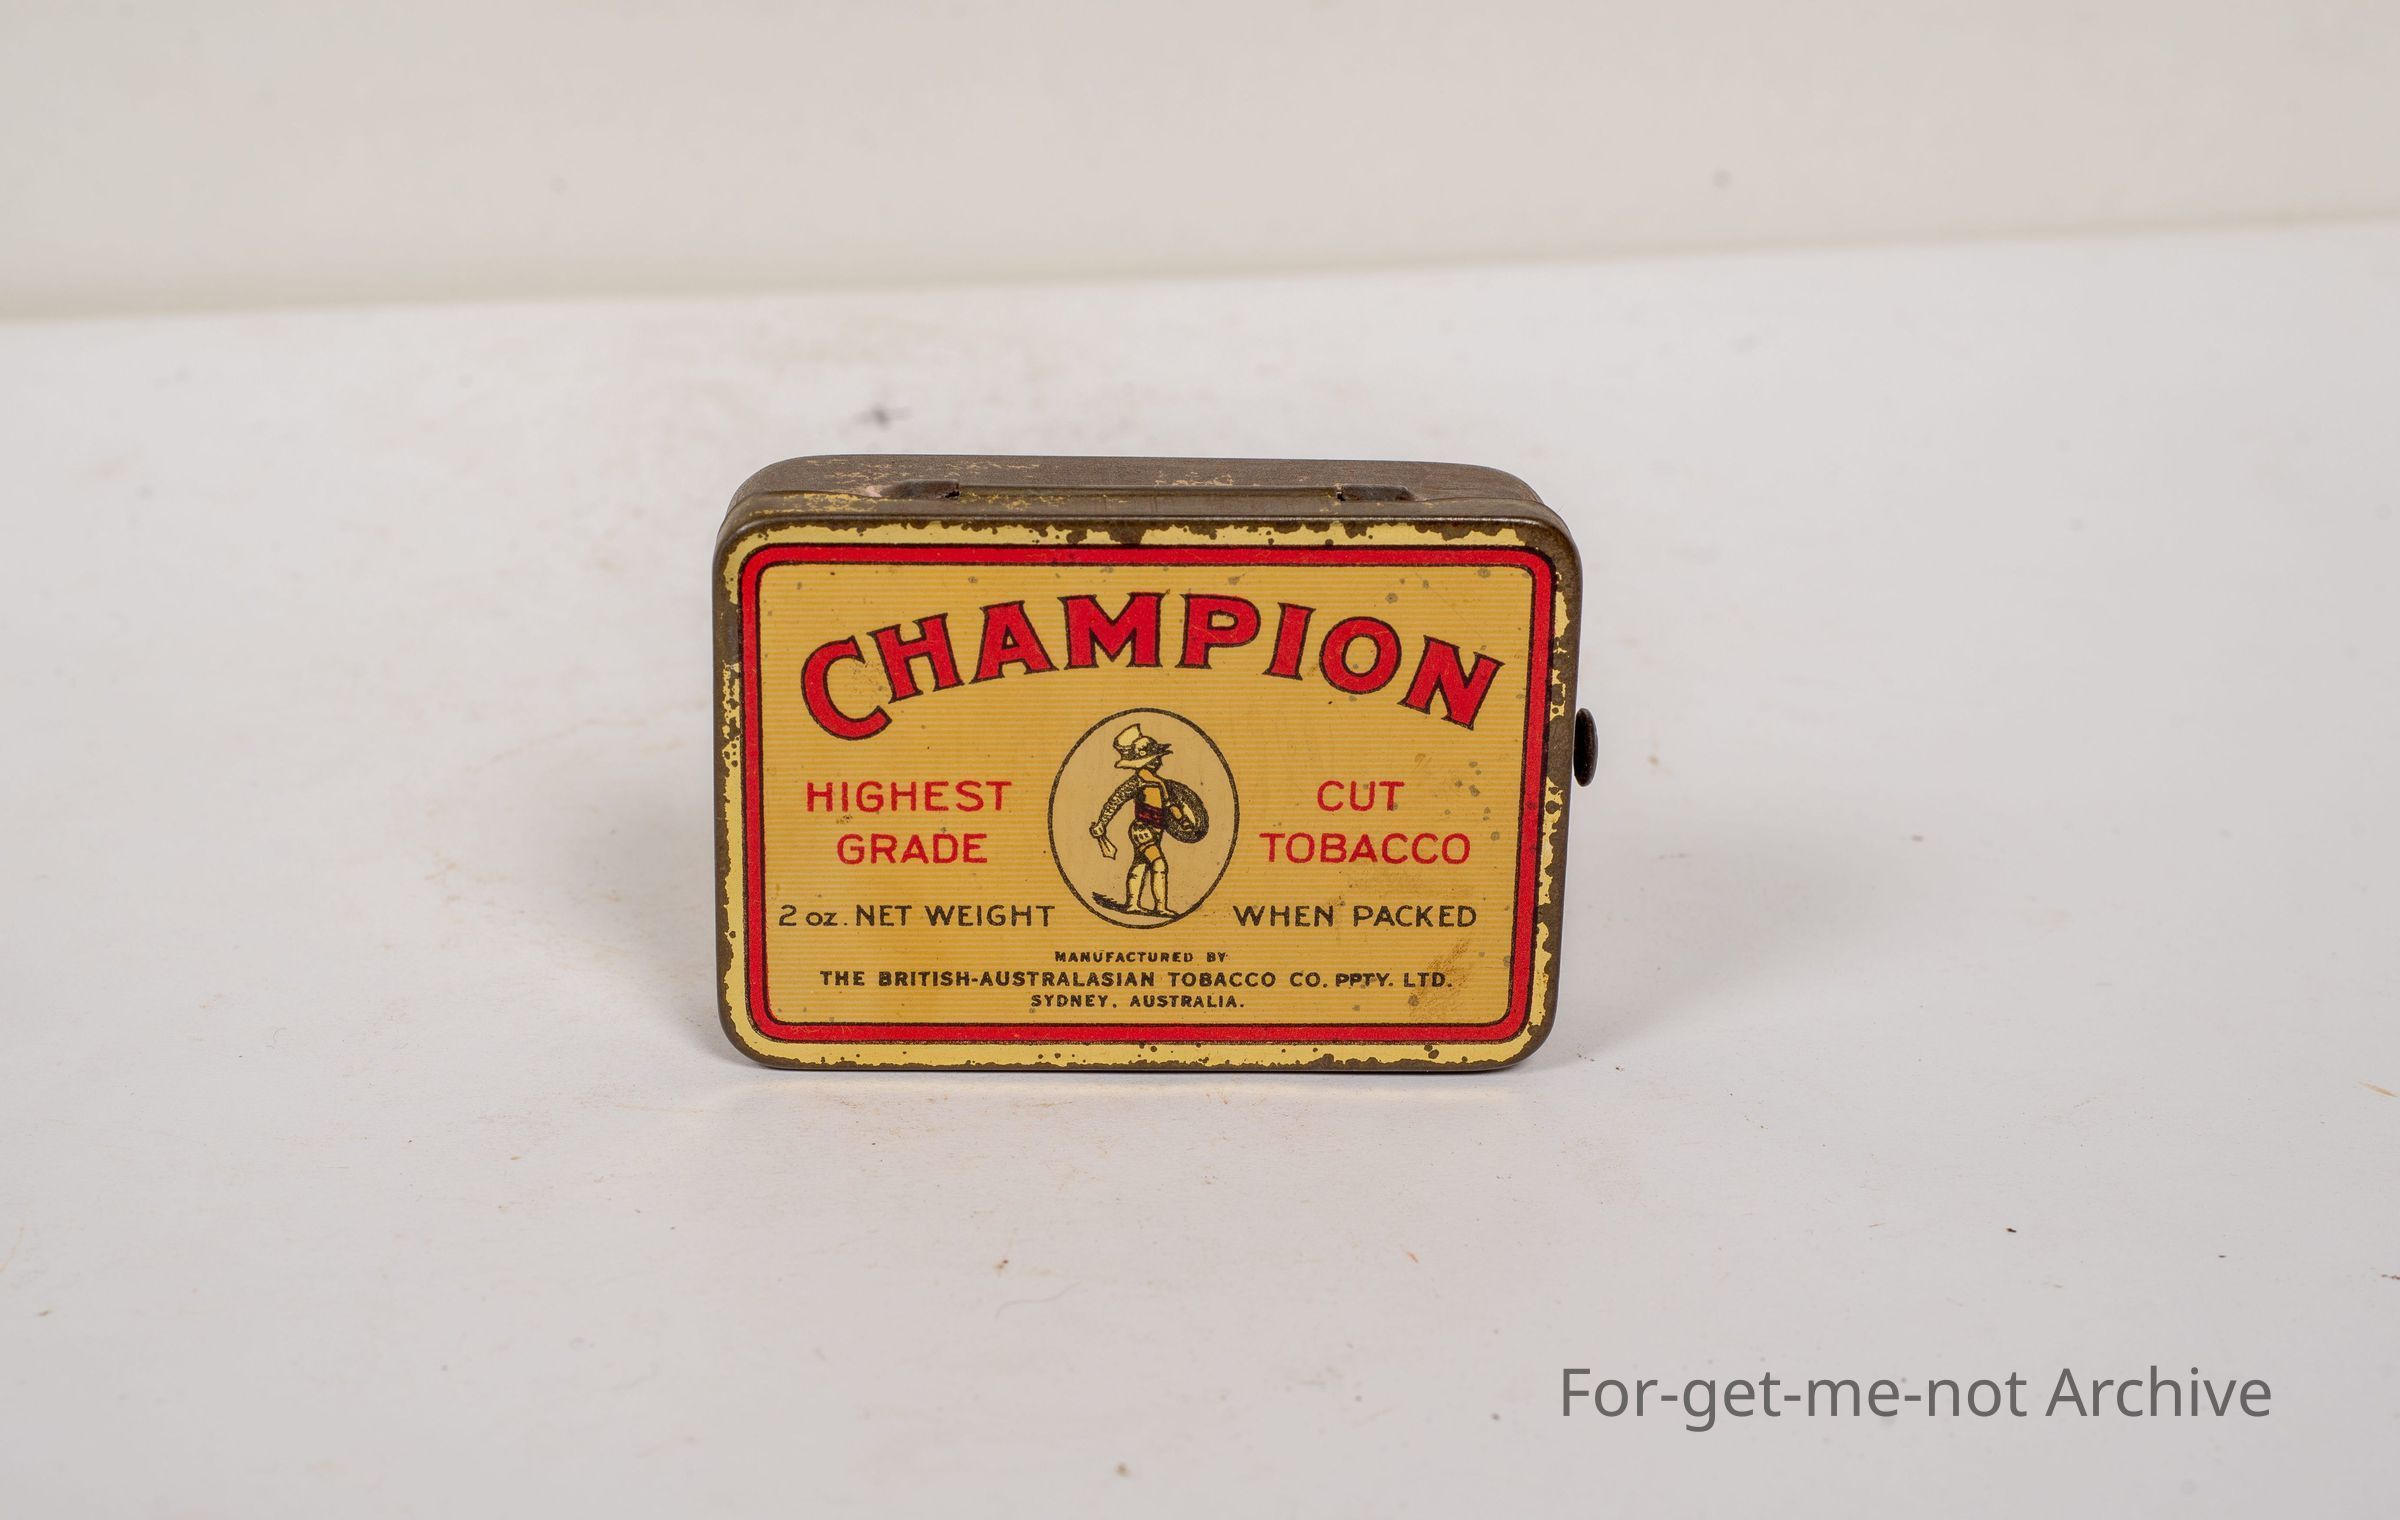 CHAMPION
HIGHEST GRADE
CUT TOBACCO
2 oz. NET WEIGHT WHEN PACKED
MANUFACTURED BY
THE BRITISH-AUSTRALASIAN TOBACCO CO. PPTY. LTD.
SYDNEY, AUSTRALIA.
For-get-me-not Archive